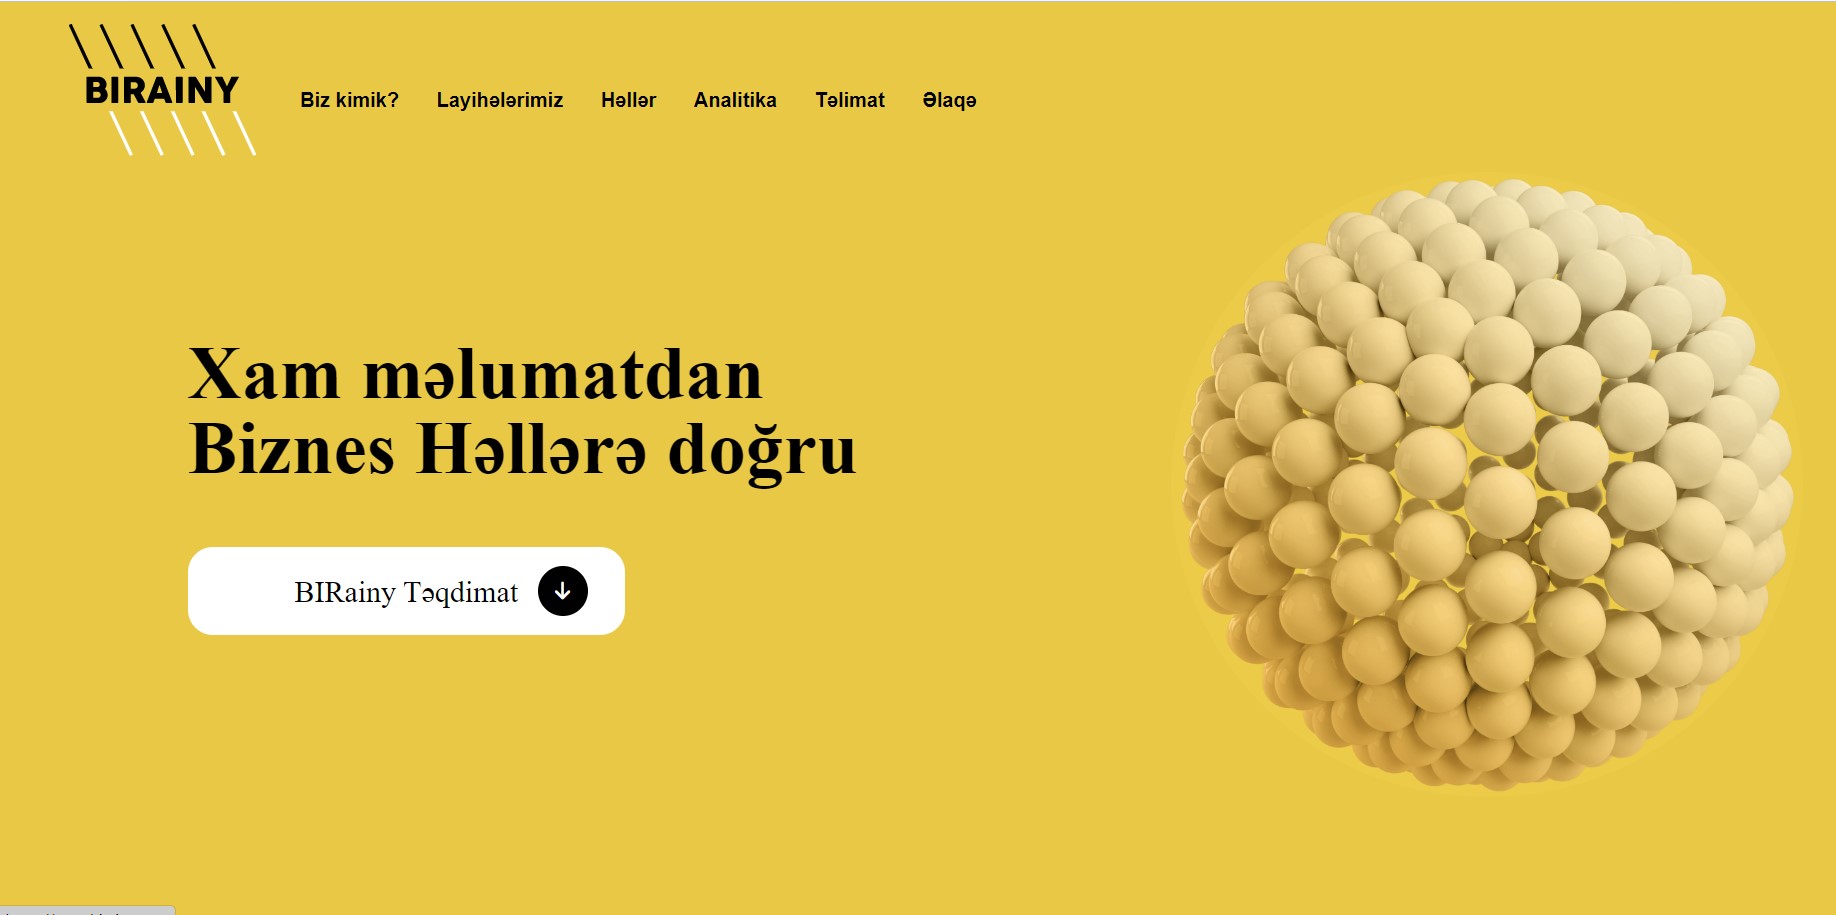 BIRAINY
Biz kimik? Layihələrimiz Həllər Analitika Təlimat Əlaqə
Xam məlumatdan
Biznes Həllərə doğru
BIRainy Təqdimat